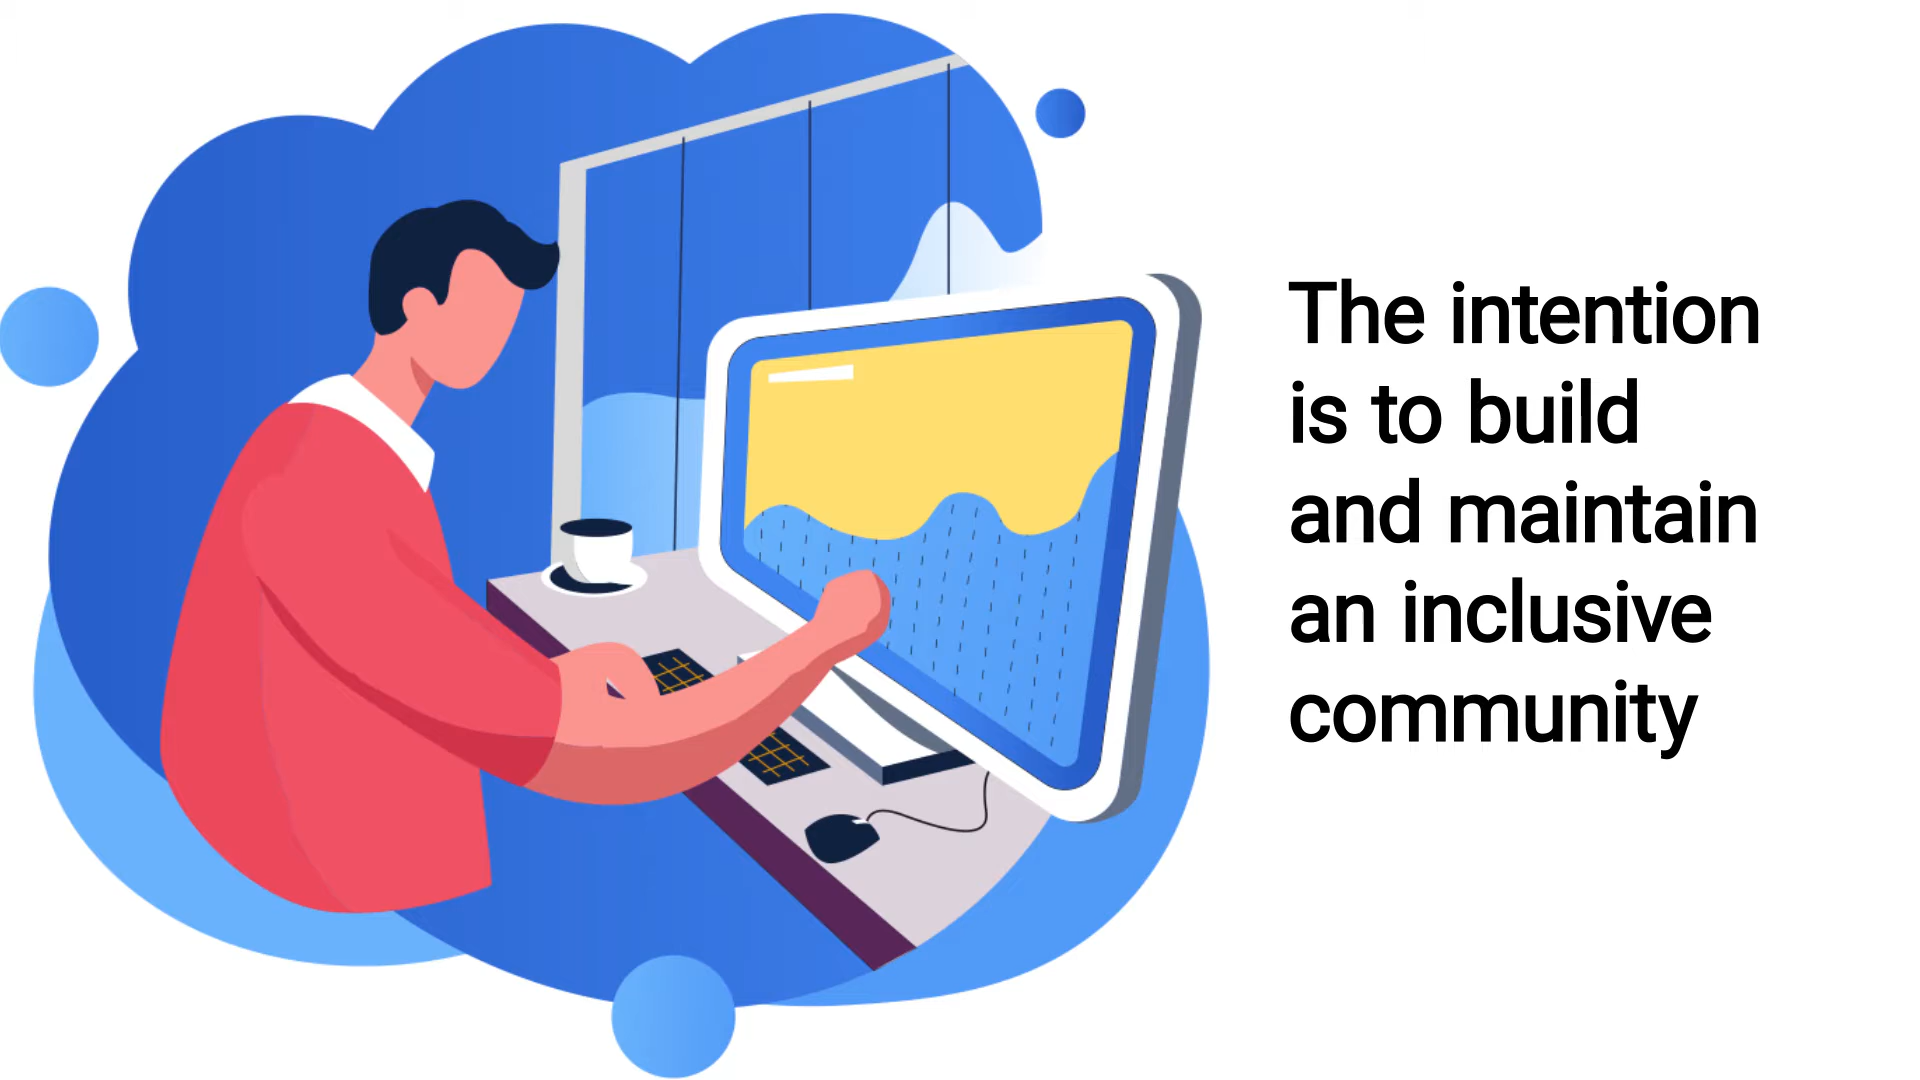 The intention
is to build
and maintain
an inclusive
community